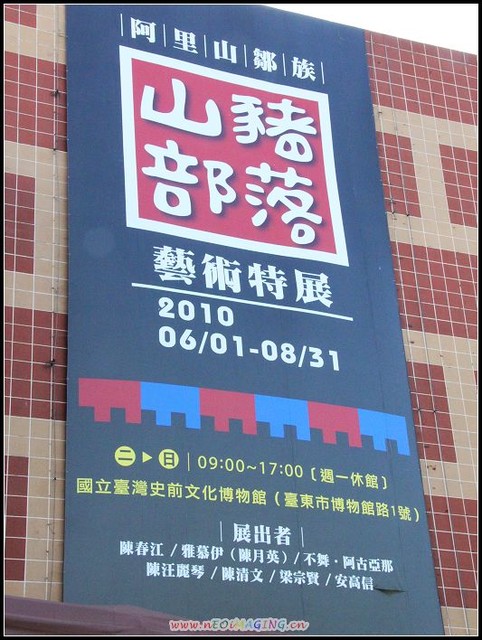 |阿|里|山|鄒|族|
山豬
部落
藝術特展
2010
06/01-08/31
二▶日|09:00~17:00〔週一休館〕
國立臺灣史前文化博物館（臺東市博物館路1號）
|展出者|
陳春江/雅慕伊（陳月英）/不舞·阿古亞那
陳汪麗琴/陳清文/梁宗賢/安高信
www.nEOiMAGING.cn